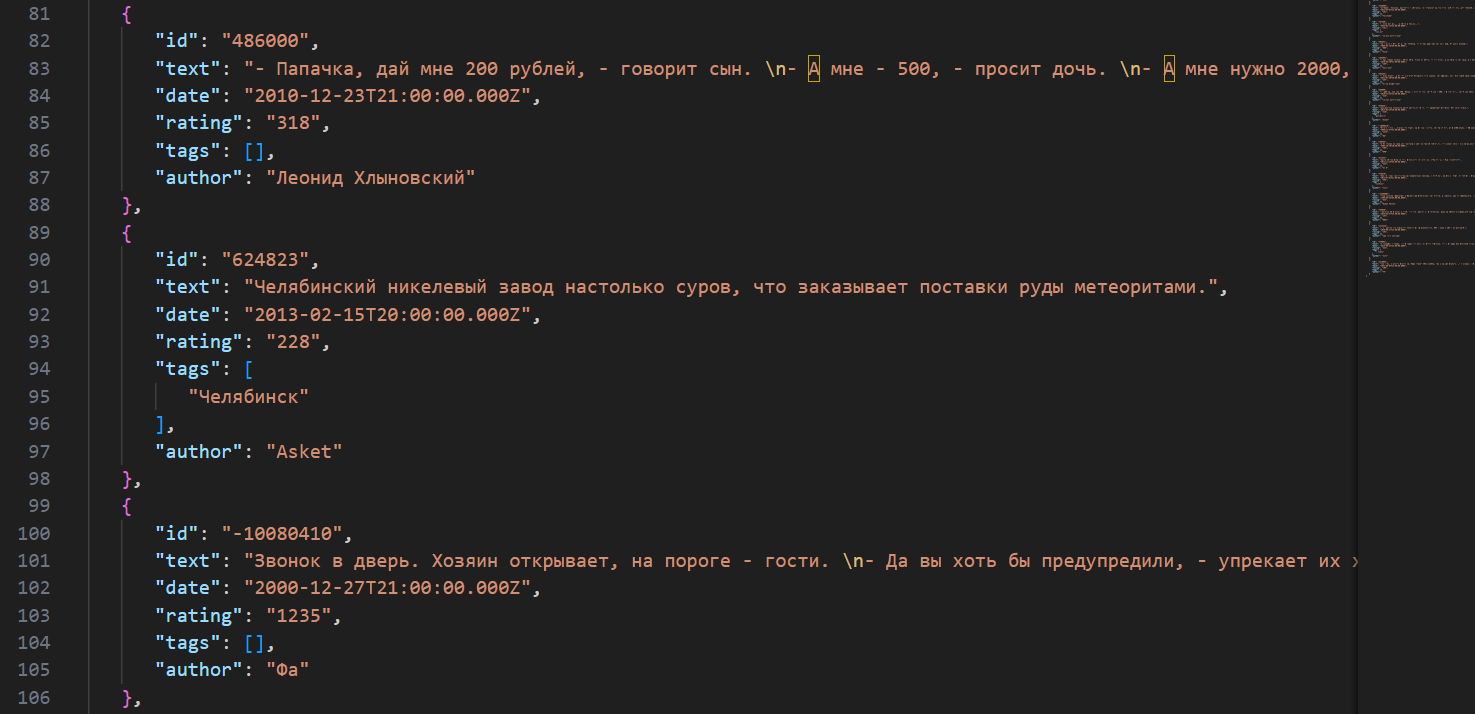 81 {
82 "id": "486000",
83 "text": "- Папачка, дай мне 200 рублей, - говорит сын. \n- А мне - 500, - просит дочь. \n- А мне нужно 2000,
84 "date": "2010-12-23T21:00:00.000Z",
85 "rating": "318",
86 "tags": [],
87 "author": "Леонид Хлыновский"
88 },
89 {
90 "id": "624823",
91 "text": "Челябинский никелевый завод настолько суров, что заказывает поставки руды метеоритами.",
92 "date": "2013-02-15T20:00:00.000Z",
93 "rating": "228",
94 "tags": [
95 "Челябинск"
96 ],
97 "author": "Asket"
98 },
99 {
100 "id": "-10080410",
101 "text": "Звонок в дверь. Хозяин открывает, на пороге - гости. \n- Да вы хоть бы предупредили, - упрекает их
102 "date": "2000-12-27T21:00:00.000Z",
103 "rating": "1235",
104 "tags": [],
105 "author": "Фа"
106 },